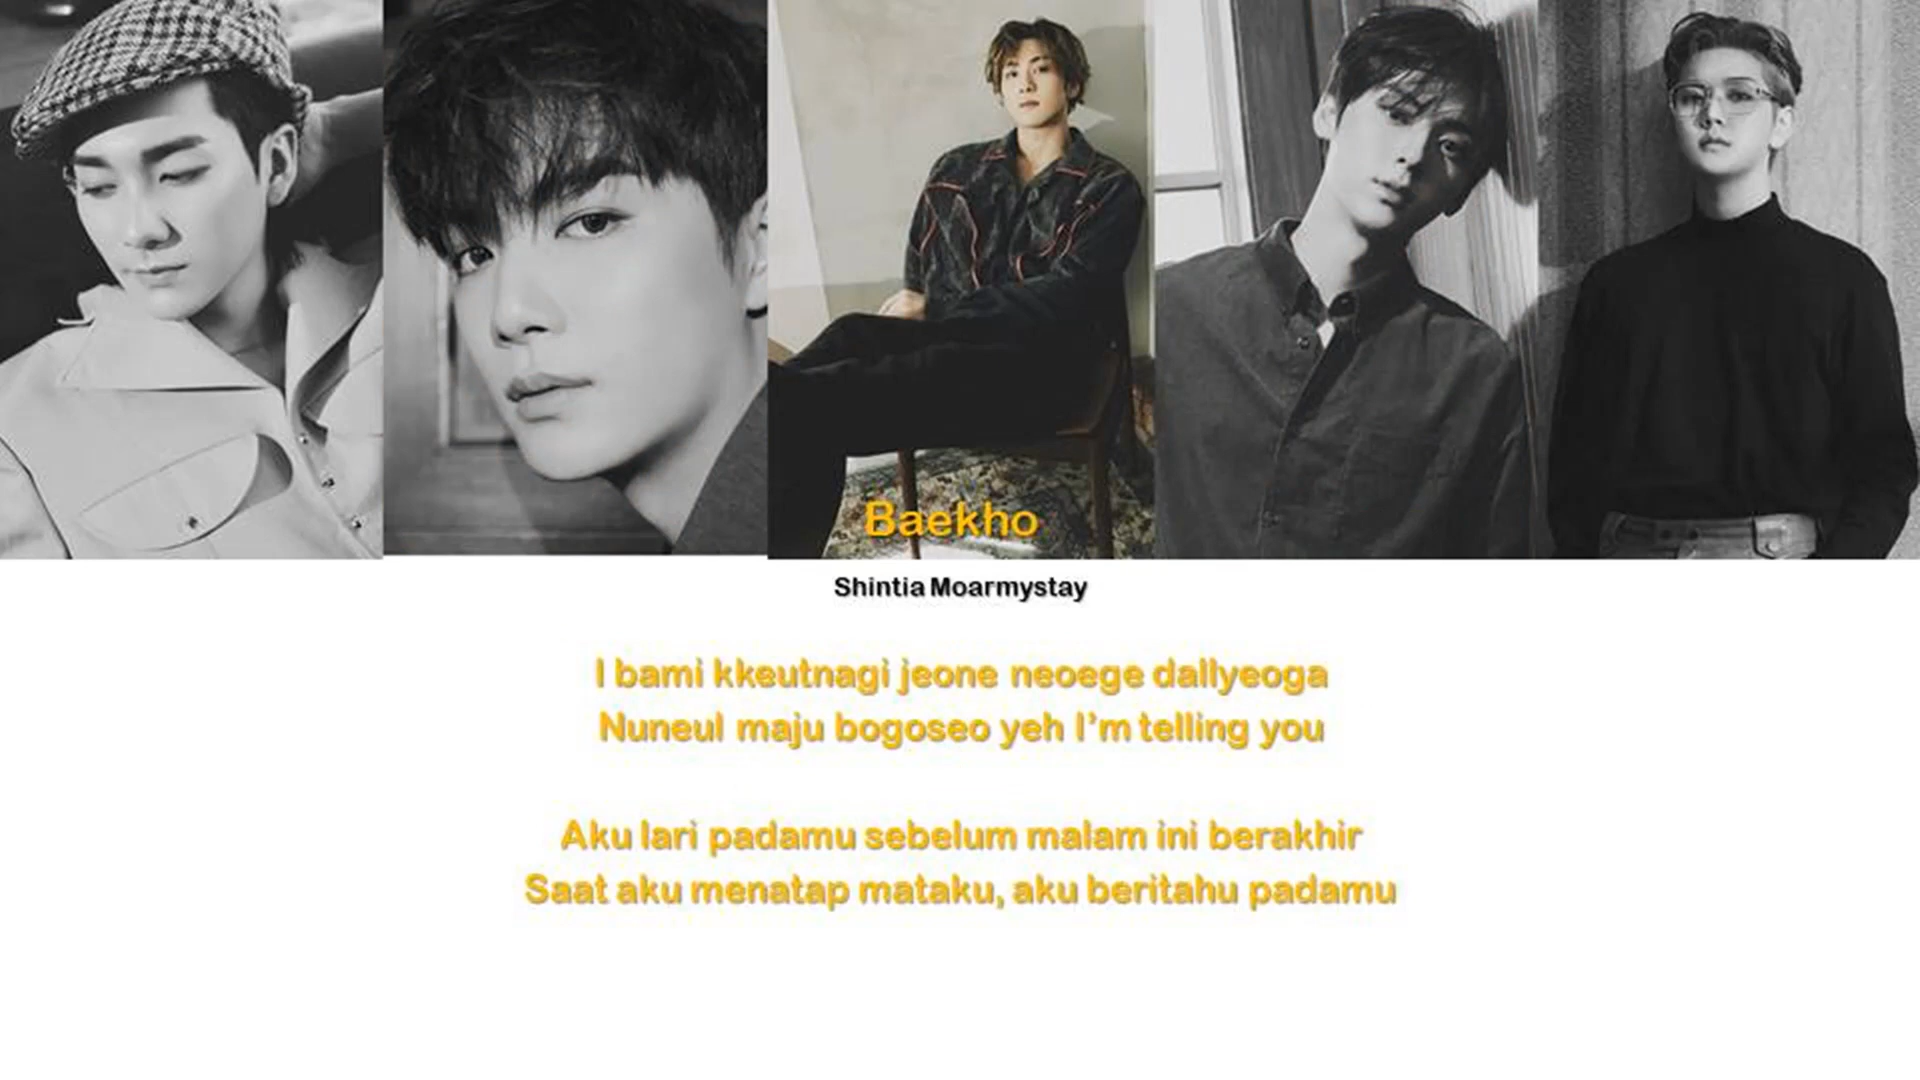 Baekho
Shintia Moarmystay
I bami kkeutnagi jeone neoege dallyeoga
Nuneul maju bogoseo yeh I'm telling you
Aku lari padamu sebelum malam ini berakhir
Saat aku menatap mataku, aku beritahu padamu